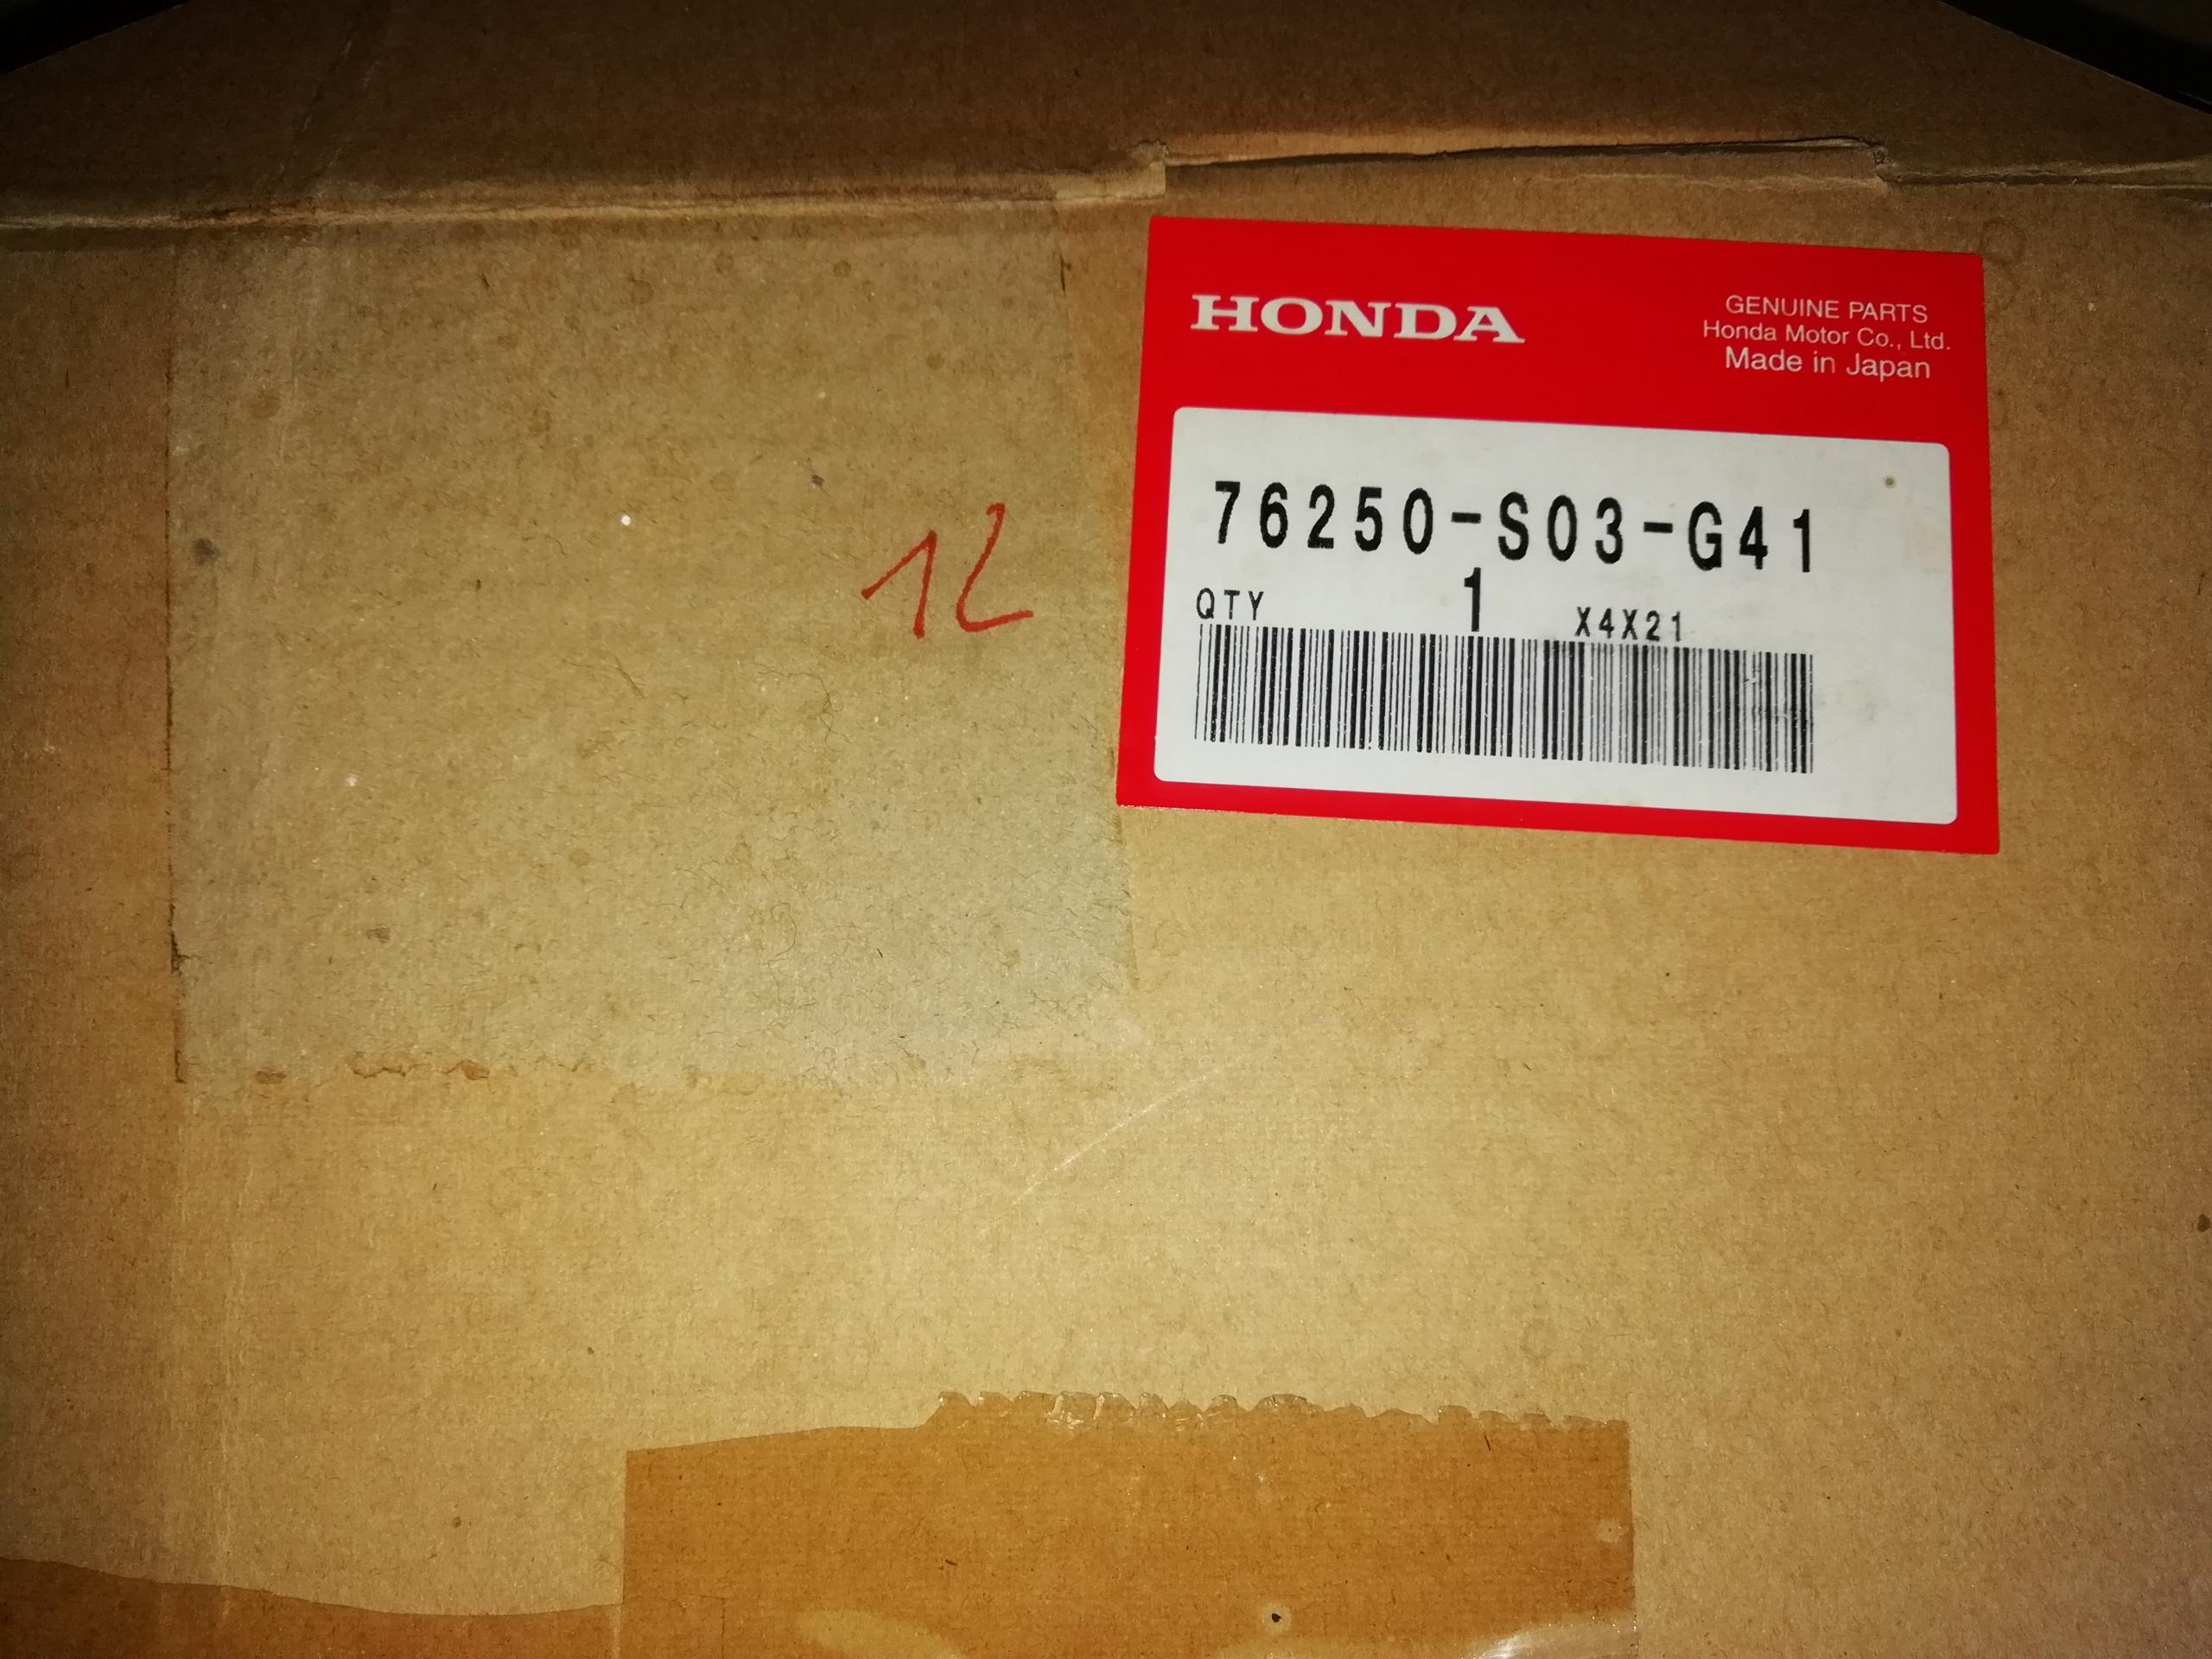 HONDA
GENUINE PARTS
Honda Motor Co., Ltd.
Made in Japan
76250-S03-G41
QTY 1 X4X21
12